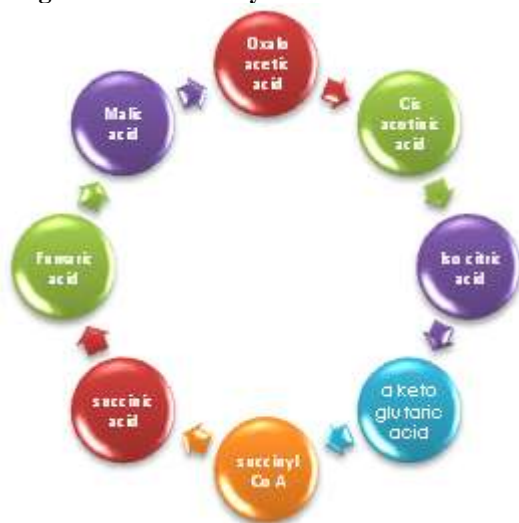 Oxalo
acetic
acid
Cis
acotinic
acid
Iso citric
acid
a keto
glutaric
acid
succinyl
Co A
succinic
acid
Fumaric
acid
Malic
acid